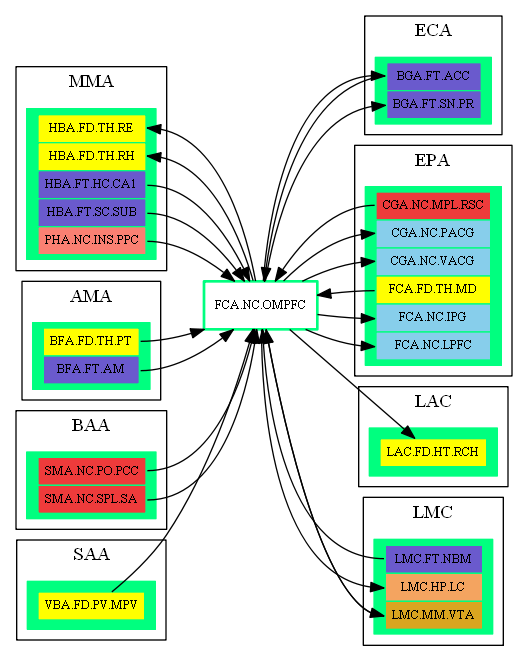 MMA
HBA.FD.TH.RE
HBA.FD.TH.RH
HBA.FT.HC.CA1
HBA.FT.SC.SUB
PHA.NC.INS.PPC
AMA
BFA.FD.TH.PT
BFA.FT.AM
BAA
SMA.NC.PO.PCC
SMA.NC.SPL.SA
SAA
VBA.FD.PV.MPV
FCA.NC.OMPFC
ECA
BGA.FT.ACC
BGA.FT.SN.PR
EPA
CGA.NC.MPL.RSC
CGA.NC.PACG
CGA.NC.VACG
FCA.FD.TH.MD
FCA.NC.IPG
FCA.NC.LPFC
LAC
LAC.FD.HT.RCH
LMC
LMC.FT.NBM
LMC.HP.LC
LMC.MM.VTA